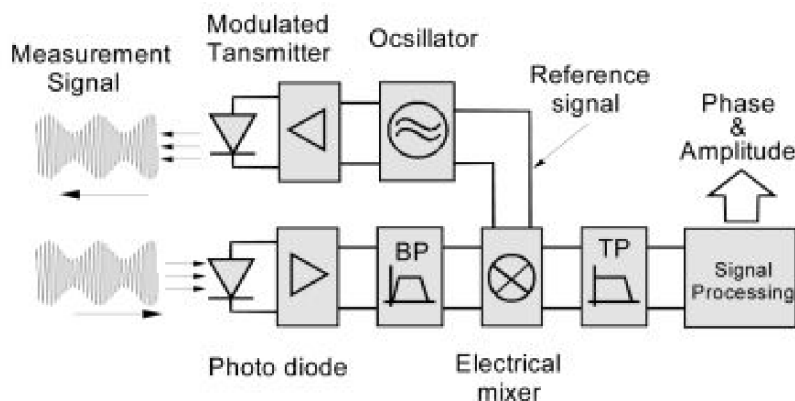 Measurement
Signal
Modulated
Tansmitter
Ocsillator
Reference
signal
Phase
&
Amplitude
BP
TP
Signal
Processing
Photo diode
Electrical
mixer